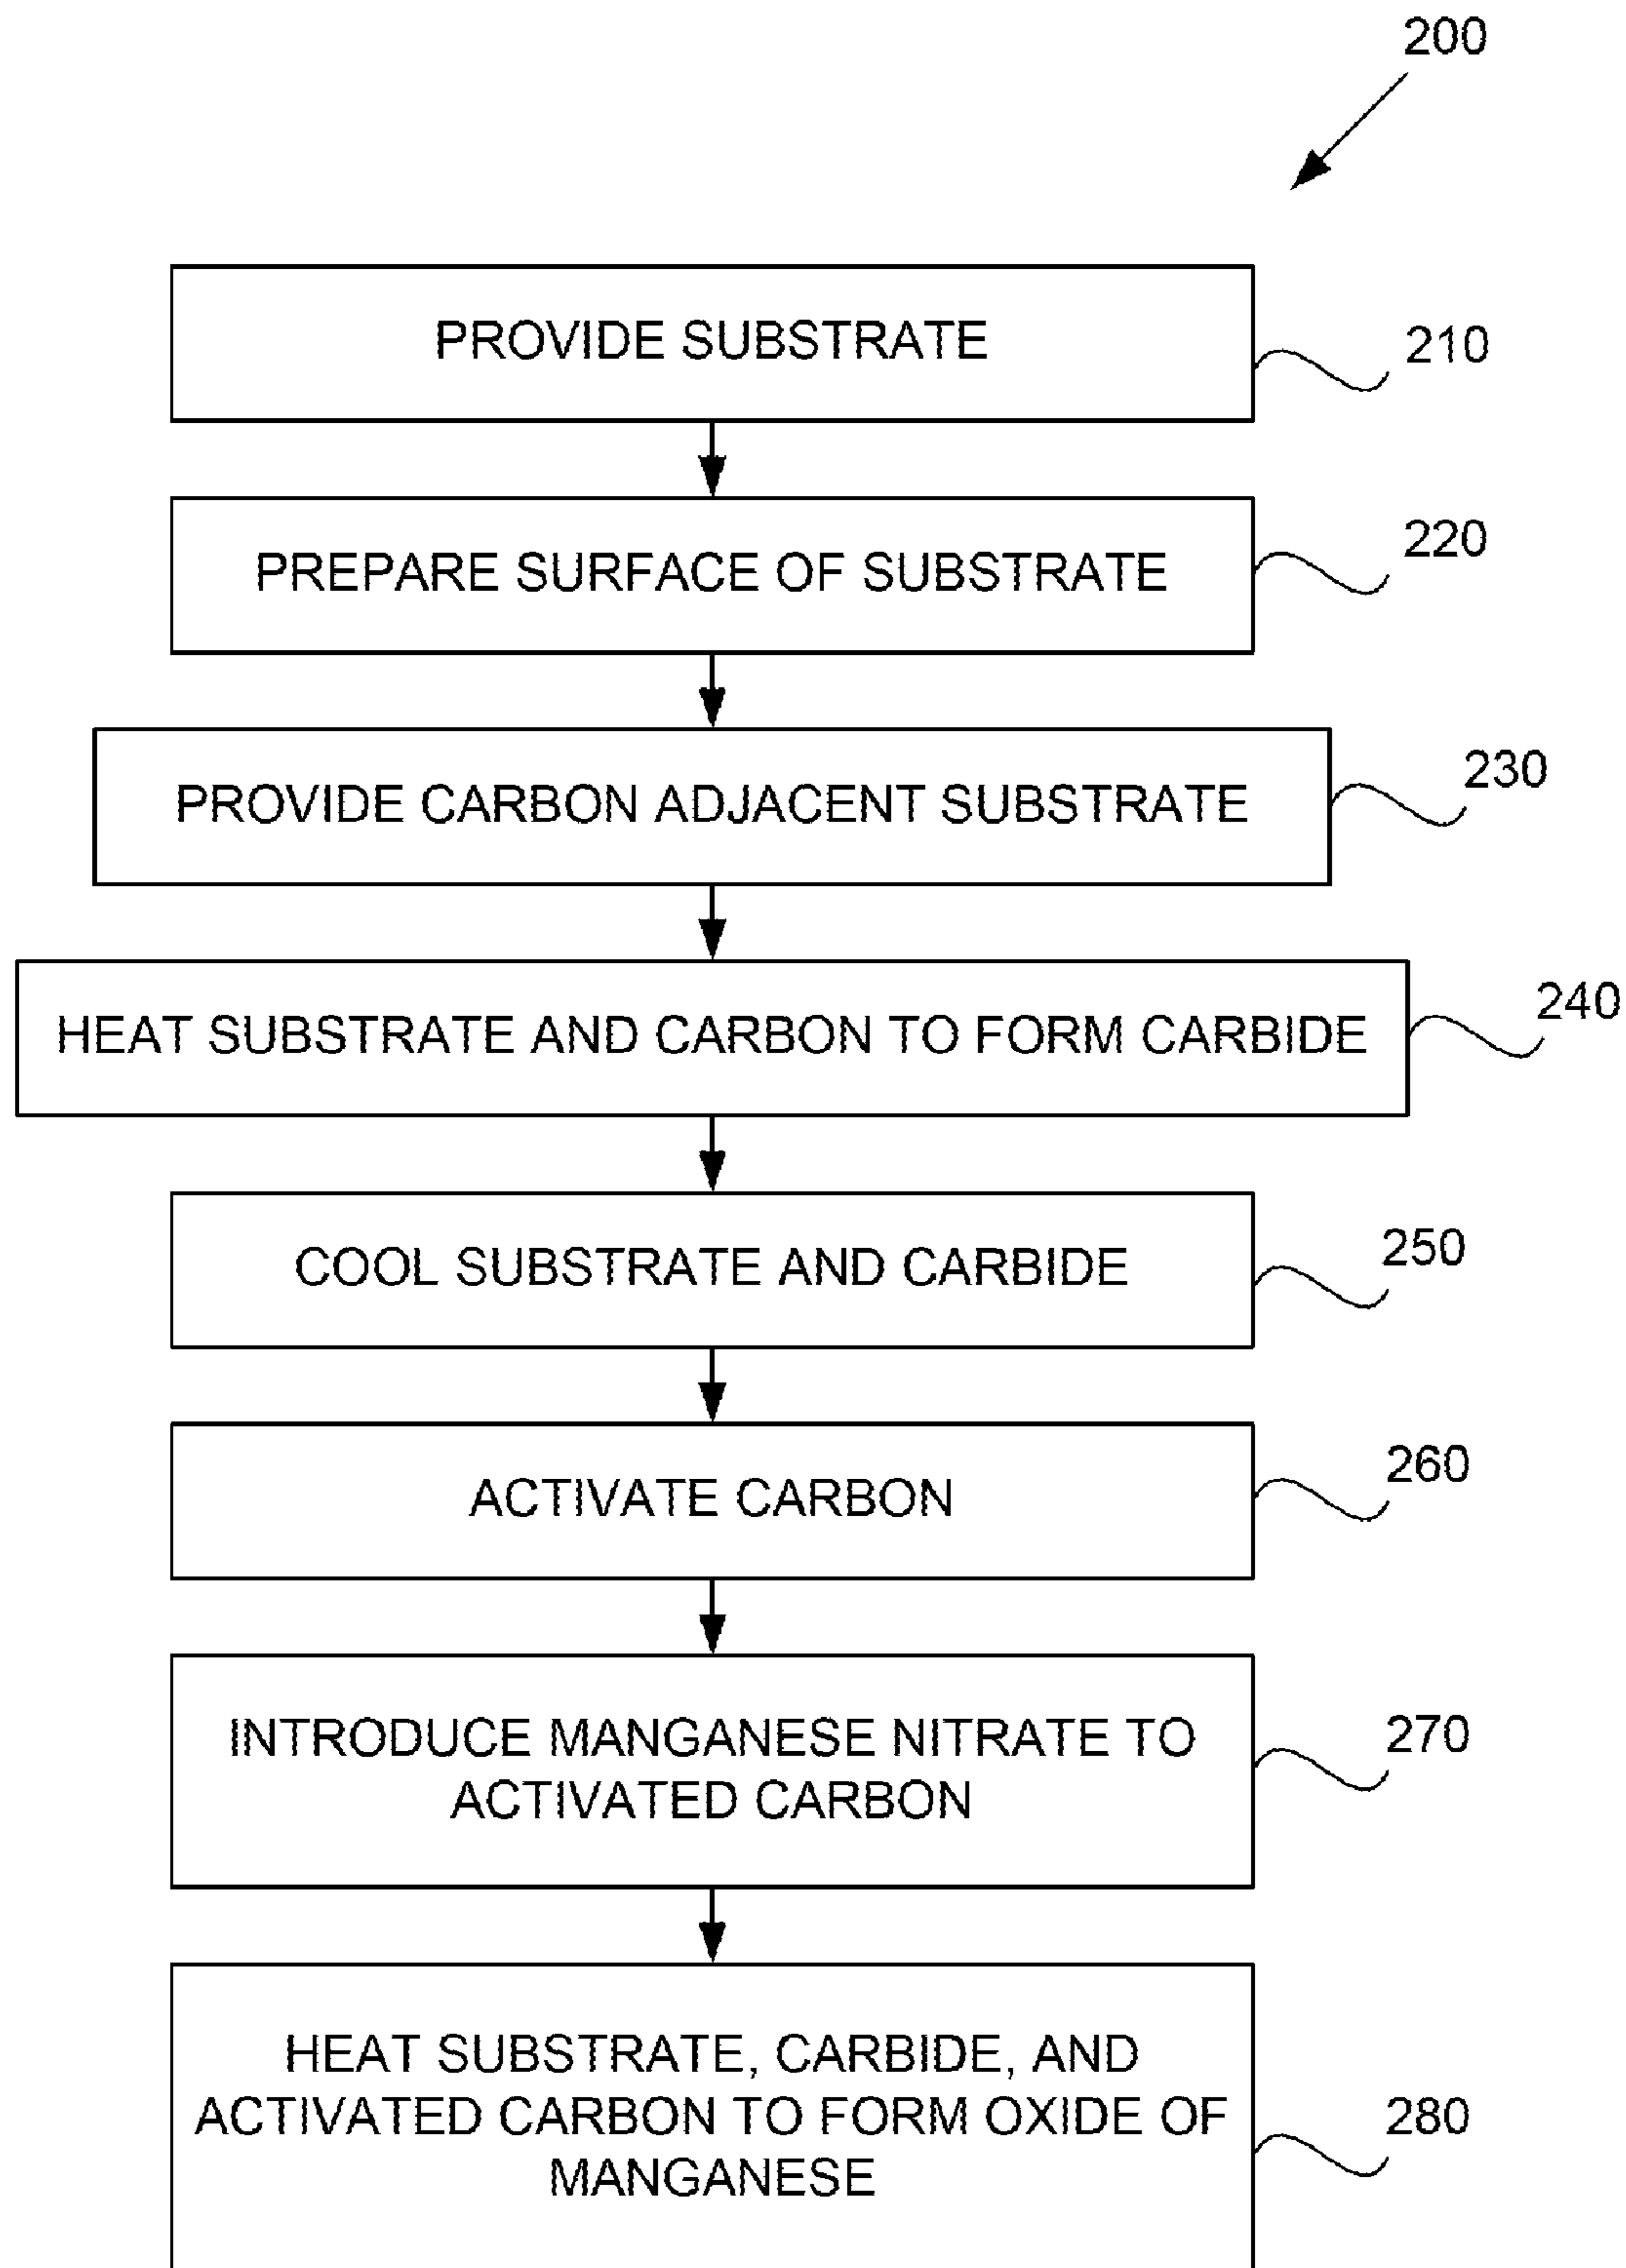 200
PROVIDE SUBSTRATE
210
PREPARE SURFACE OF SUBSTRATE
220
PROVIDE CARBON ADJACENT SUBSTRATE
230
HEAT SUBSTRATE AND CARBON TO FORM CARBIDE
240
COOL SUBSTRATE AND CARBIDE
250
ACTIVATE CARBON
260
INTRODUCE MANGANESE NITRATE TO
ACTIVATED CARBON
270
HEAT SUBSTRATE, CARBIDE, AND
ACTIVATED CARBON TO FORM OXIDE OF
MANGANESE
280